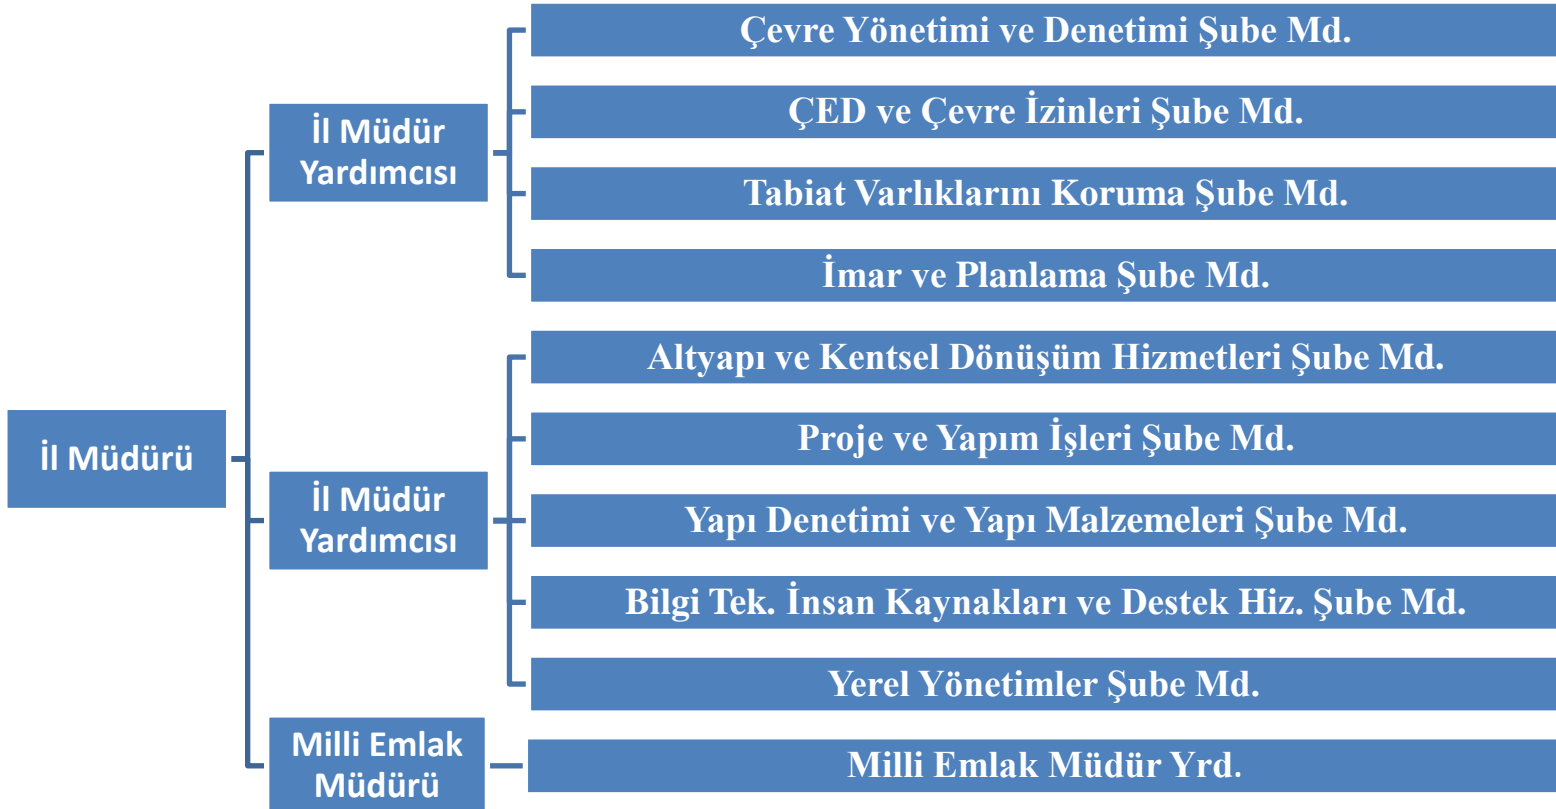 İl Müdürü
İl Müdür
Yardımcısı
Çevre Yönetimi ve Denetimi Şube Md.
ÇED ve Çevre İzinleri Şube Md.
Tabiat Varlıklarını Koruma Şube Md.
İmar ve Planlama Şube Md.
İl Müdür
Yardımcısı
Altyapı ve Kentsel Dönüşüm Hizmetleri Şube Md.
Proje ve Yapım İşleri Şube Md.
Yapı Denetimi ve Yapı Malzemeleri Şube Md.
Bilgi Tek. İnsan Kaynakları ve Destek Hiz. Şube Md.
Yerel Yönetimler Şube Md.
Milli Emlak
Müdürü
Milli Emlak Müdür Yrd.